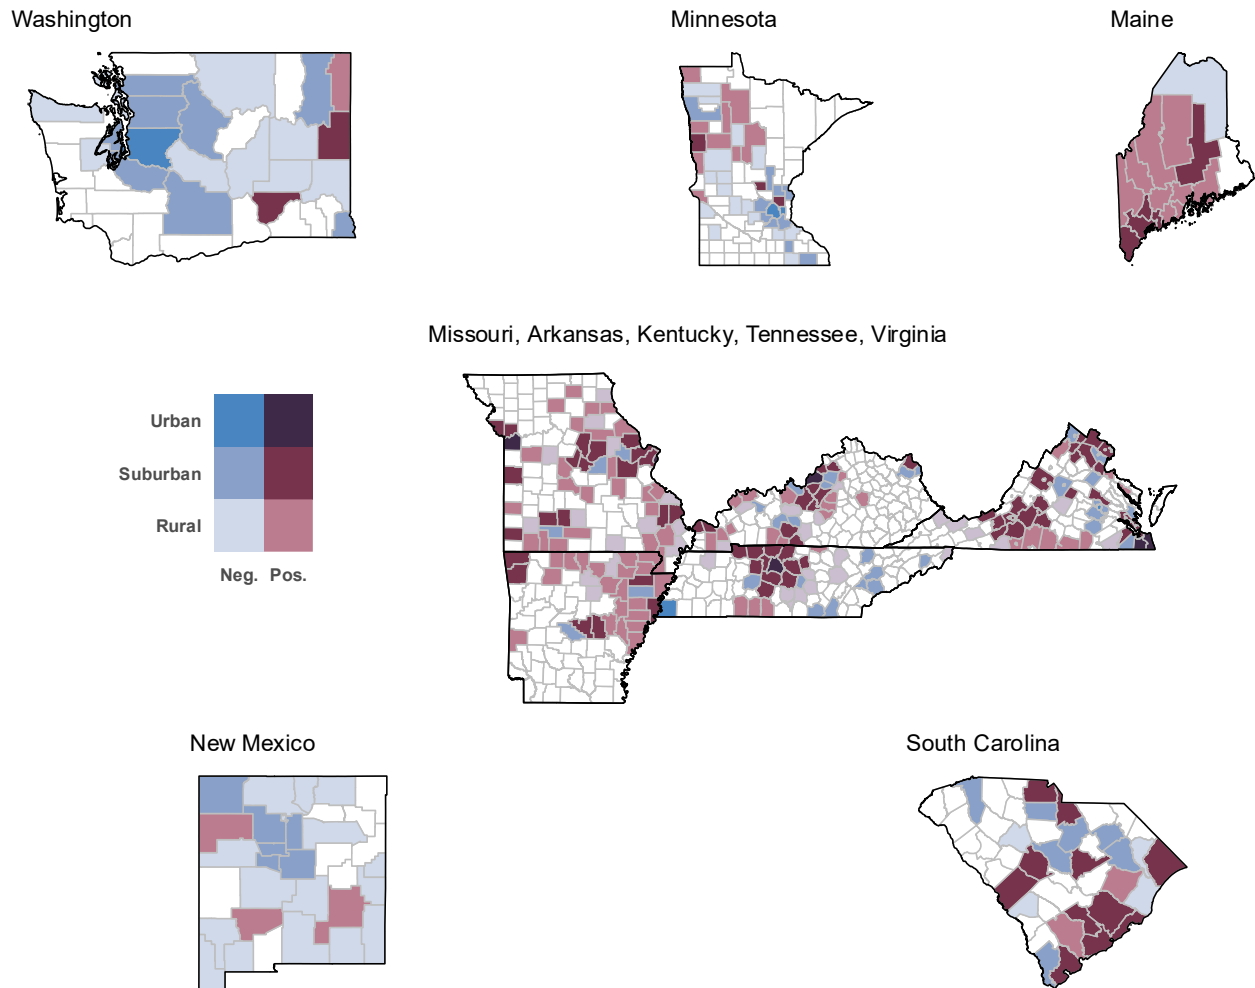 Washington
Minnesota
Maine
Missouri, Arkansas, Kentucky, Tennessee, Virginia
Urban
Suburban
Rural
Neg. Pos.
New Mexico
South Carolina